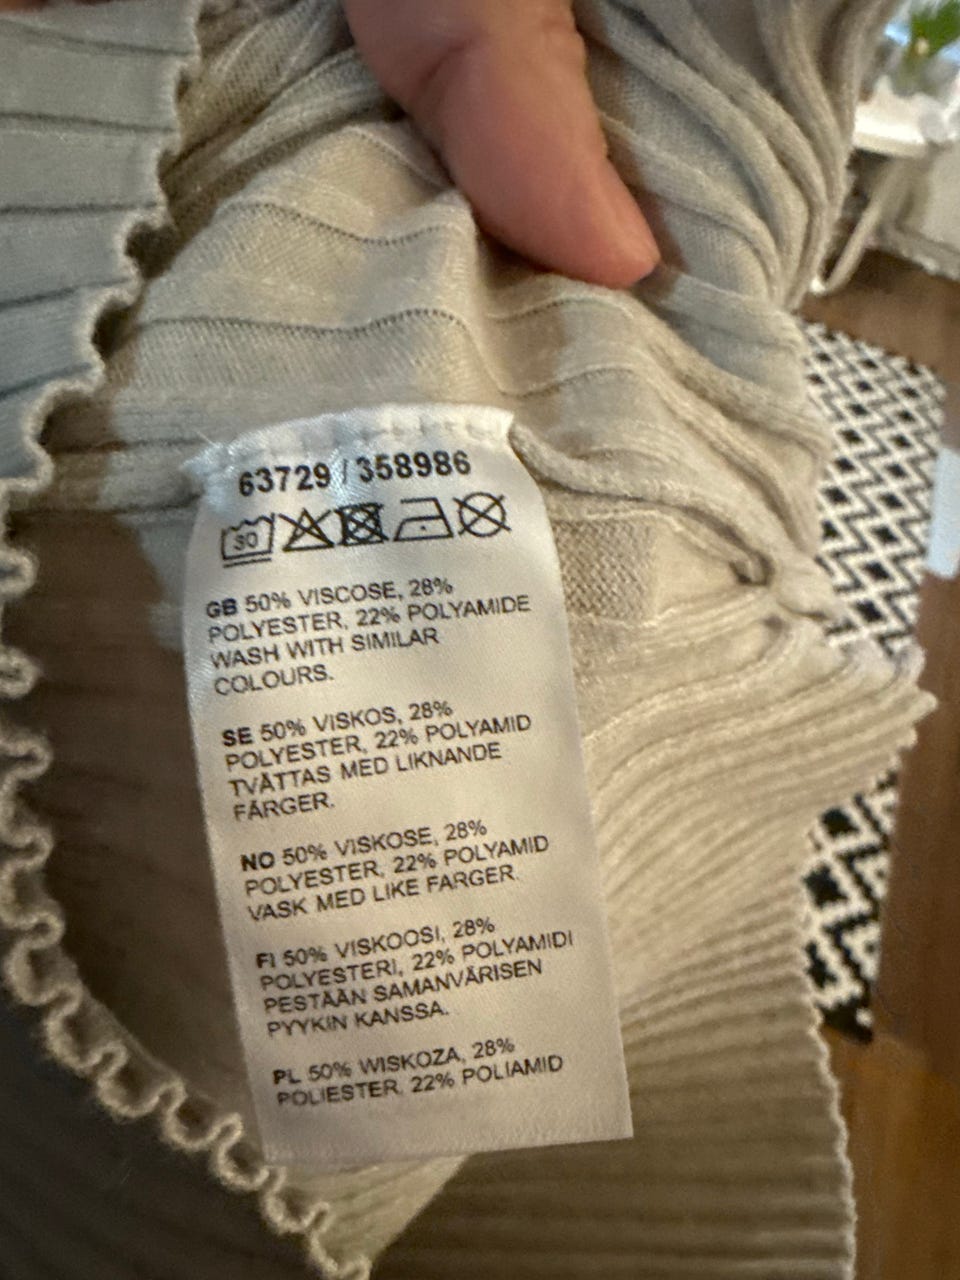 63729 / 358986
30
GB 50% VISCOSE, 28%
POLYESTER, 22% POLYAMIDE
WASH WITH SIMILAR
COLOURS.
SE 50% VISKOS, 28%
POLYESTER, 22% POLYAMID
TVÄTTAS MED LIKNANDE
FÄRGER.
NO 50% VISKOSE, 28%
POLYESTER, 22% POLYAMID
VASK MED LIKE FARGER.
FI 50% VISKOOSI, 28%
POLYESTERI, 22% POLYAMIDI
PESTÄÄN SAMANVÄRISEN
PYYKIN KANSSA.
PL 50% WISKOZA, 28%
POLIESTER, 22% POLIAMID